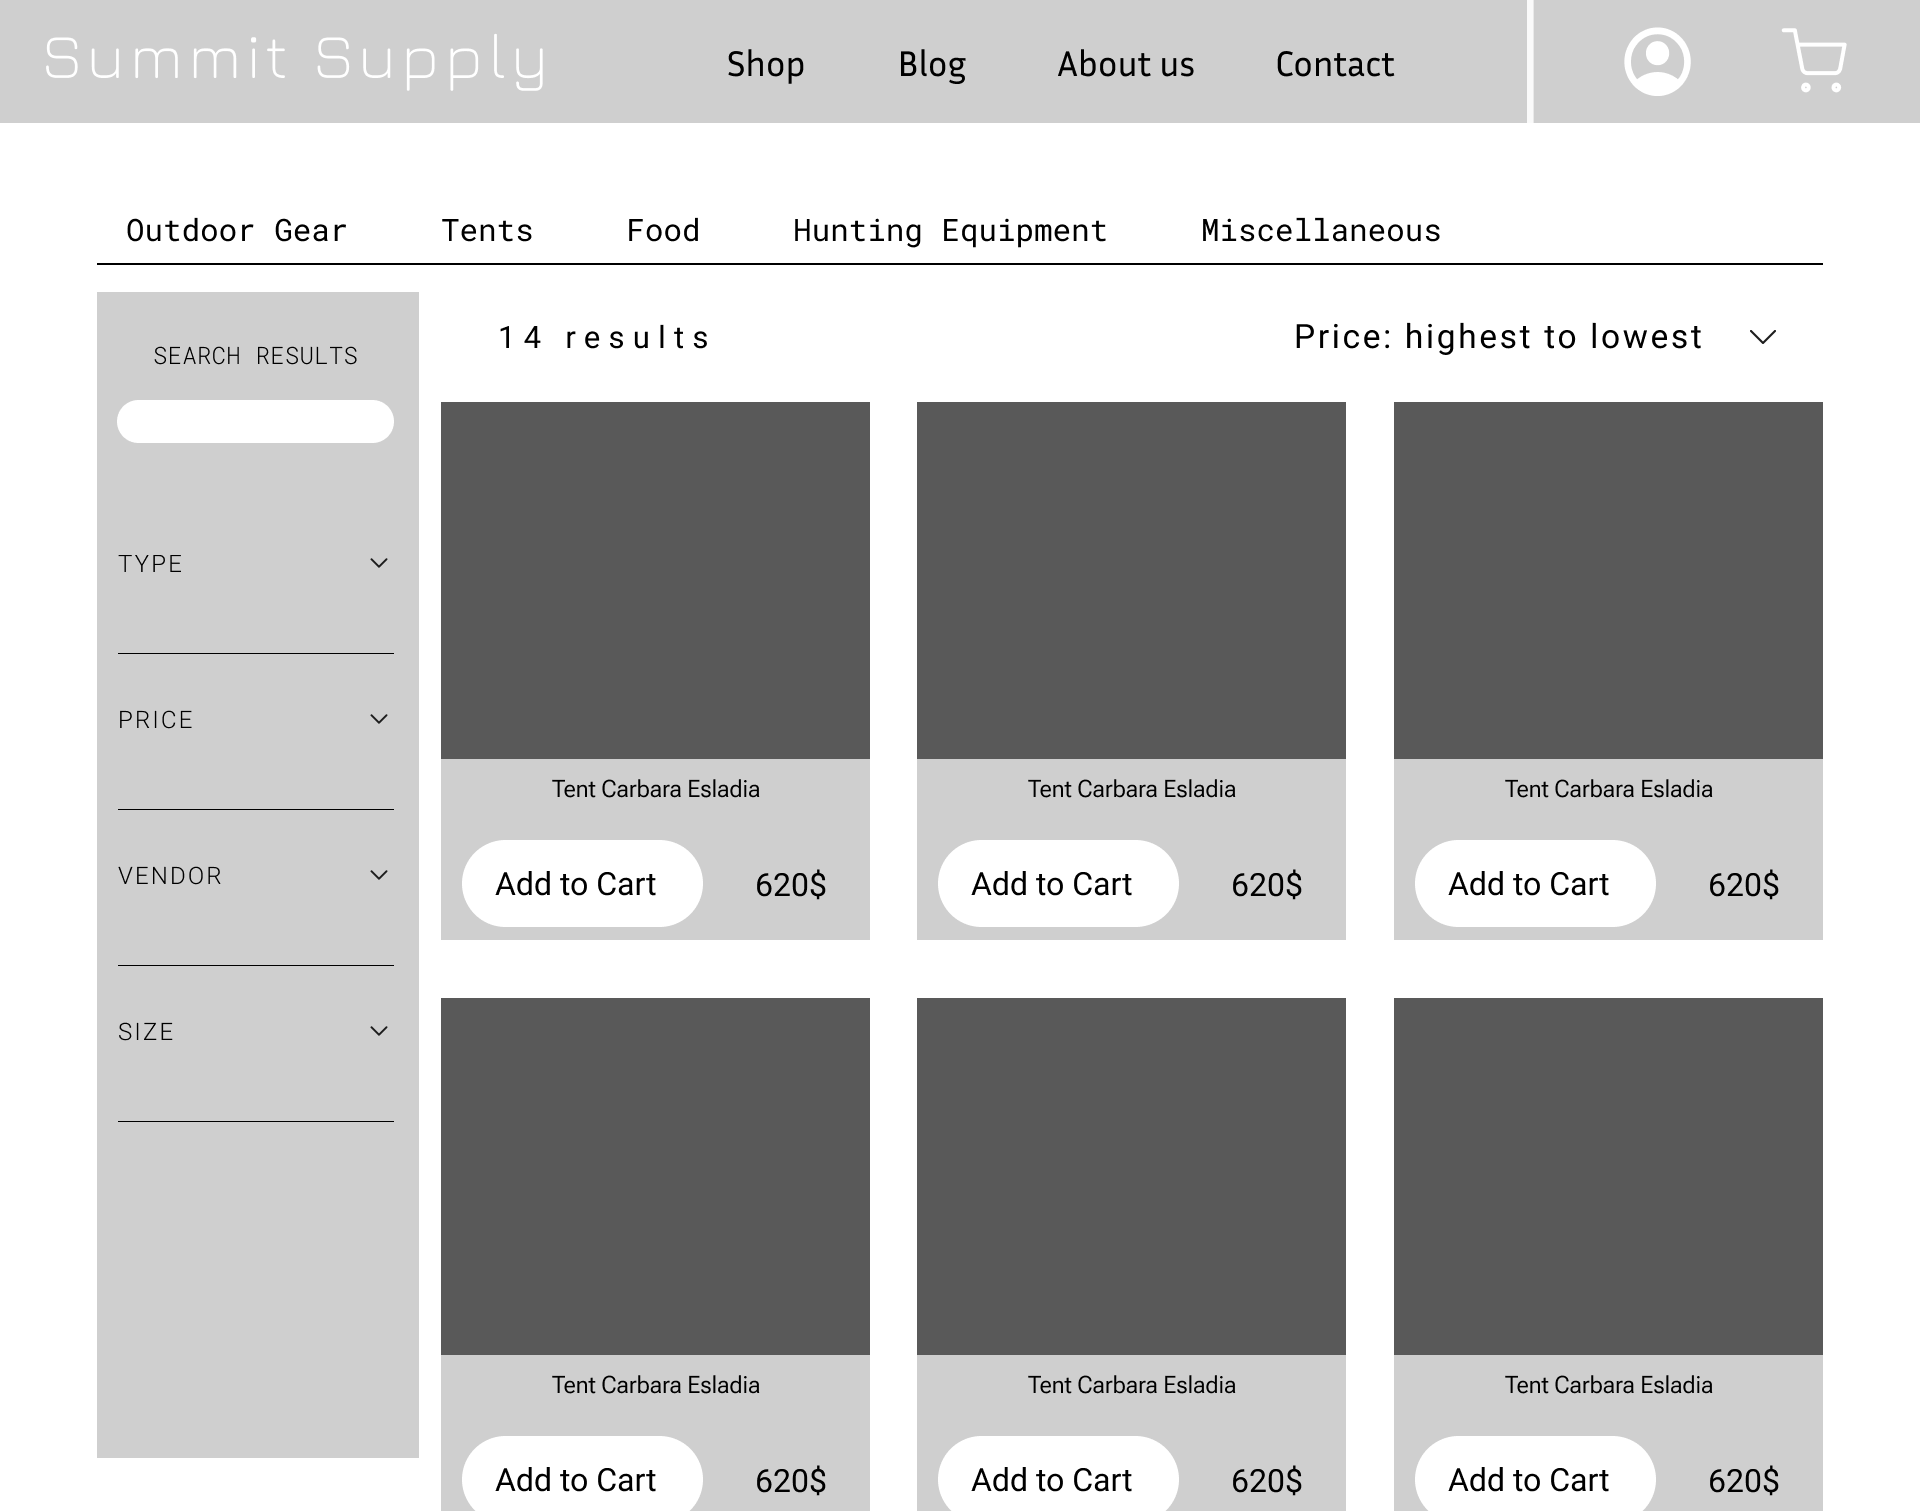 Summit Supply
Shop
Blog
About us
Contact
Outdoor Gear
Tents
Food
Hunting Equipment
Miscellaneous
SEARCH RESULTS
TYPE
PRICE
VENDOR
SIZE
14 results
Price: highest to lowest
Tent Carbara Esladia
Add to Cart
620$
Tent Carbara Esladia
Add to Cart
620$
Tent Carbara Esladia
Add to Cart
620$
Tent Carbara Esladia
Add to Cart
620$
Tent Carbara Esladia
Add to Cart
620$
Tent Carbara Esladia
Add to Cart
620$